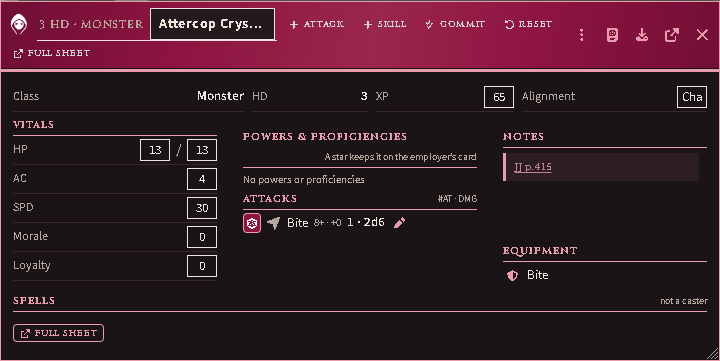 3 HD · MONSTER Attercop Crys... + ATTACK + SKILL COMMIT RESET
FULL SHEET
Class Monster HD 3 XP 65 Alignment Cha
VITALS
HP 13 / 13
AC 4
SPD 30
Morale 0
Loyalty 0
POWERS & PROFICIENCIES
A star keeps it on the employer's card
No powers or proficiencies
ATTACKS #AT · DMG
Bite 8+ · +0 1 · 2d6
NOTES
JJ p.415
EQUIPMENT
Bite
SPELLS not a caster
FULL SHEET